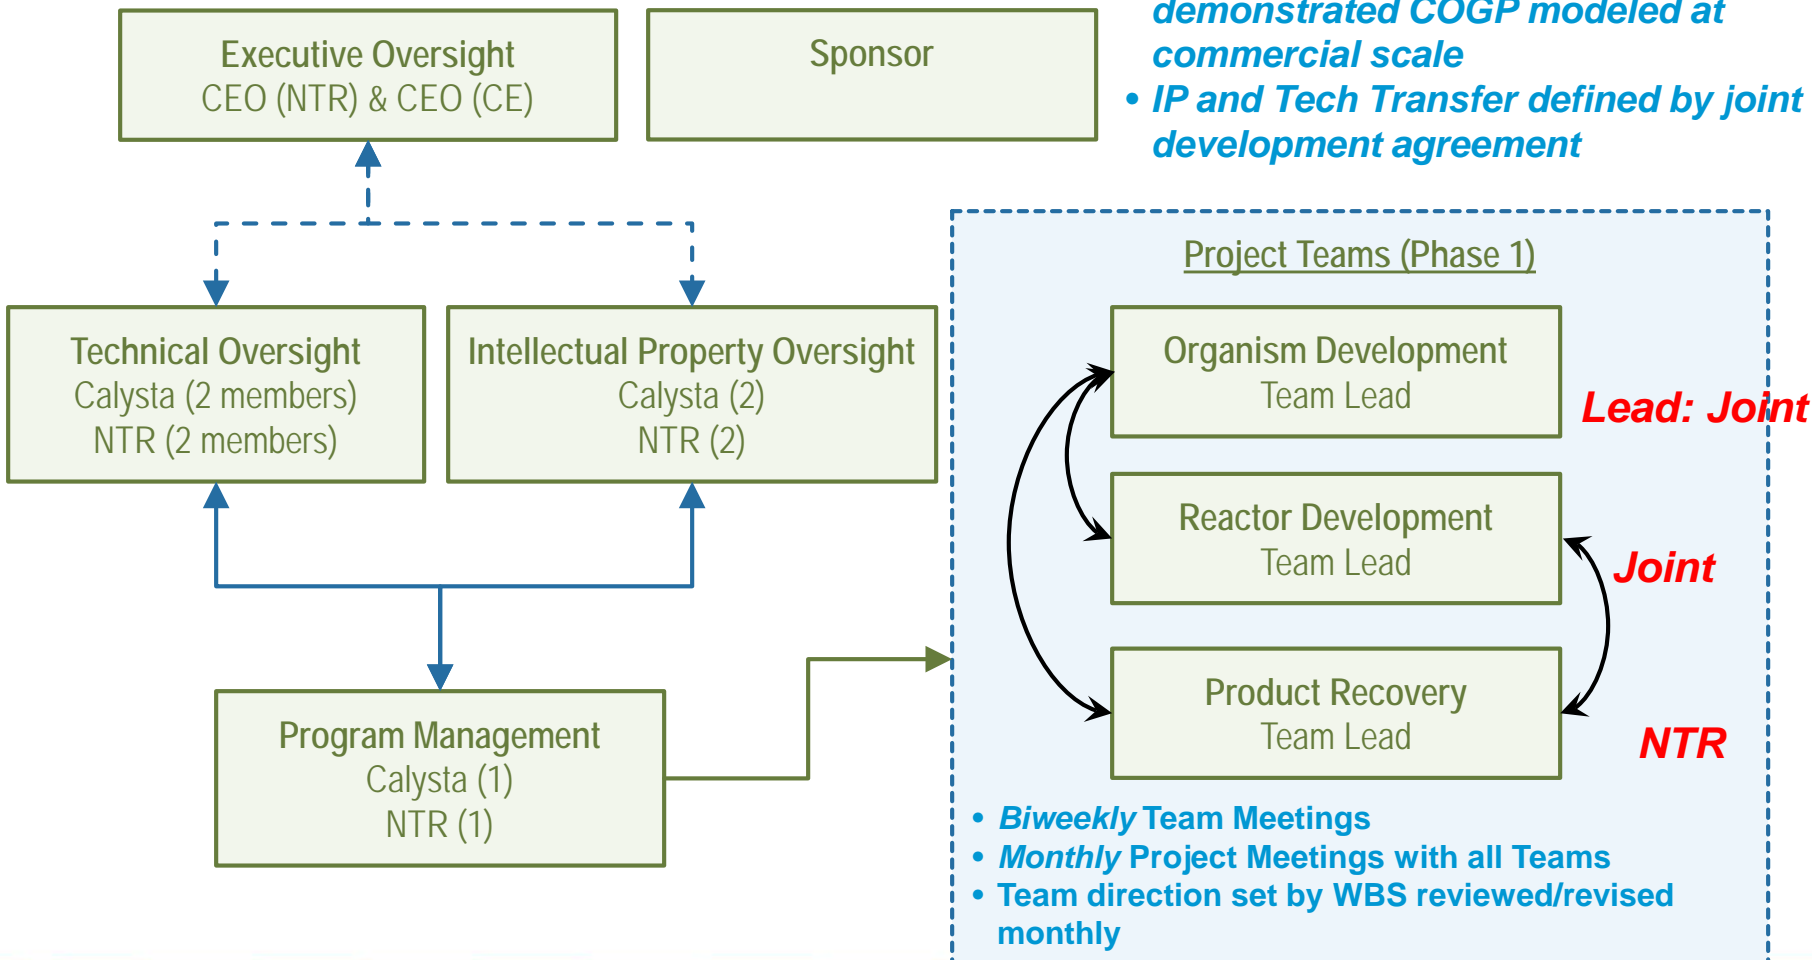 demonstrated COGP modeled at
commercial scale
• IP and Tech Transfer defined by joint
development agreement
Executive Oversight
CEO (NTR) & CEO (CE)
Sponsor
Technical Oversight
Calysta (2 members)
NTR (2 members)
Intellectual Property Oversight
Calysta (2)
NTR (2)
Program Management
Calysta (1)
NTR (1)
Project Teams (Phase 1)
Organism Development
Team Lead
Lead: Joint
Reactor Development
Team Lead
Joint
Product Recovery
Team Lead
NTR
• Biweekly Team Meetings
• Monthly Project Meetings with all Teams
• Team direction set by WBS reviewed/revised
monthly